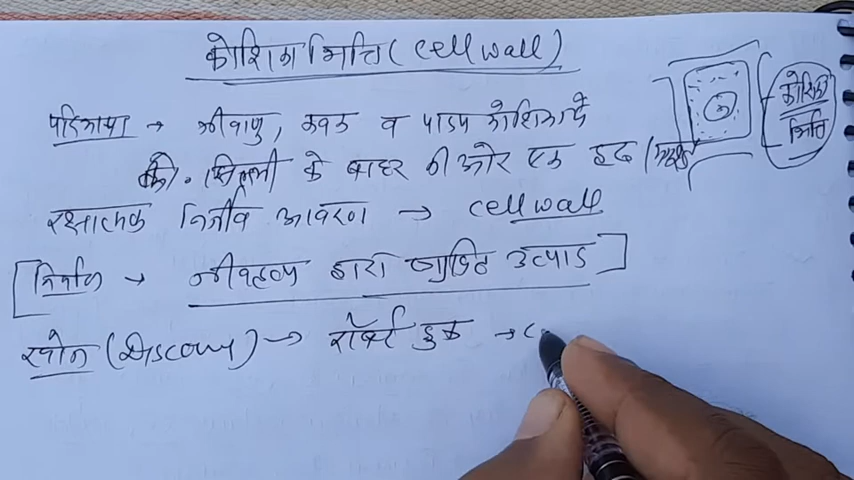 कोशिका भित्ति (cell wall)
परिभाषा → जीवाणु, कवक व पादप कोशिकाओं
की झिल्ली के बाहर की ओर एक दृढ़ /
रक्षात्मक निर्जीव आवरण → cell wall
[निर्माण → जीवद्रव्य द्वारा उत्पाद]
खोज (Discovery) → रॉबर्ट हुक →
कोशिका
भित्ति